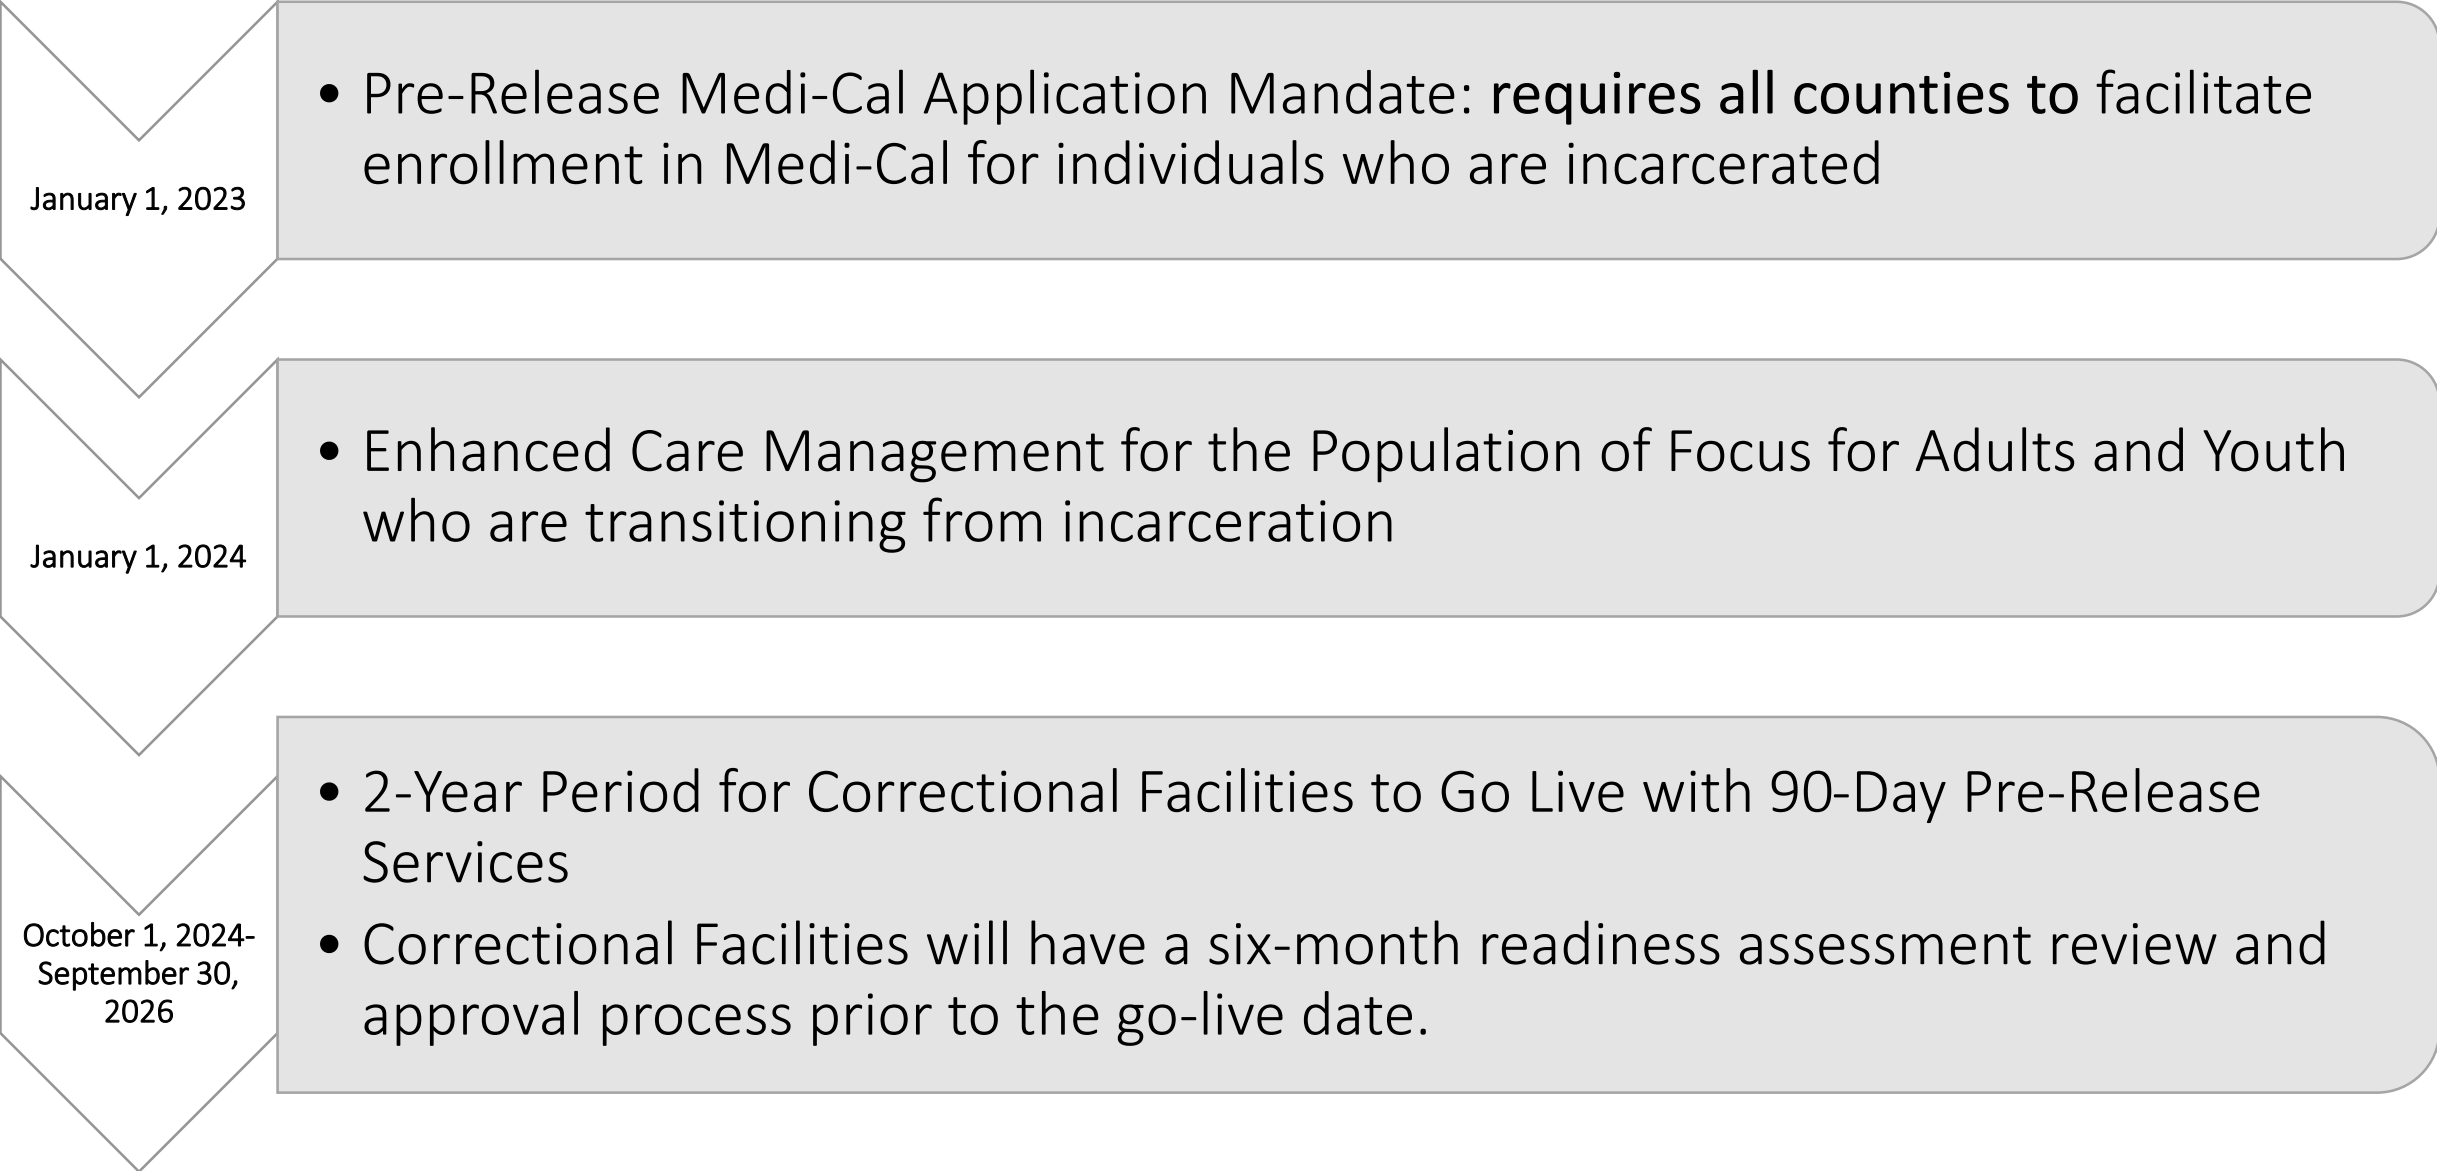 January 1, 2023
• Pre-Release Medi-Cal Application Mandate: requires all counties to facilitate
enrollment in Medi-Cal for individuals who are incarcerated
January 1, 2024
• Enhanced Care Management for the Population of Focus for Adults and Youth
who are transitioning from incarceration
October 1, 2024-
September 30,
2026
• 2-Year Period for Correctional Facilities to Go Live with 90-Day Pre-Release
Services
• Correctional Facilities will have a six-month readiness assessment review and
approval process prior to the go-live date.